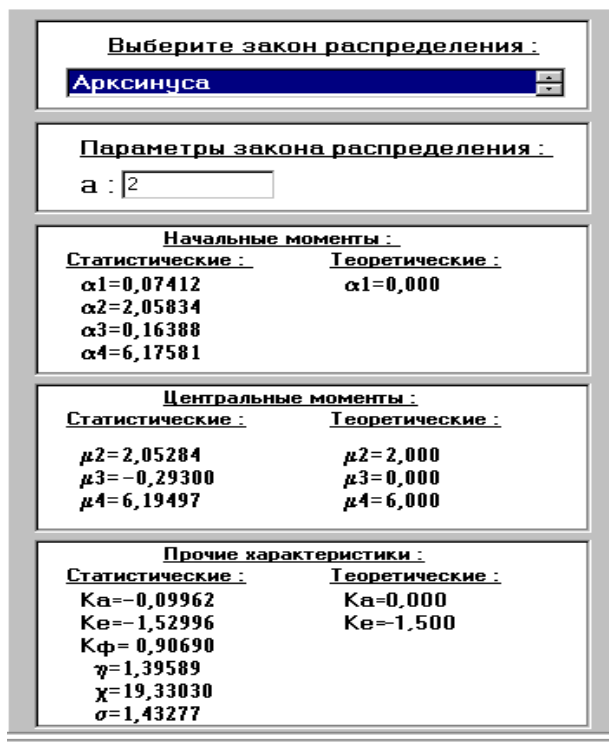 Выберите закон распределения :
Арксинуса
Параметры закона распределения :
a : 2
Начальные моменты :
Статистические : Теоретические :
α1=0,07412 α1=0,000
α2=2,05834
α3=0,16388
α4=6,17581
Центральные моменты :
Статистические : Теоретические :
μ2=2,05284 μ2=2,000
μ3=-0,29300 μ3=0,000
μ4=6,19497 μ4=6,000
Прочие характеристики :
Статистические : Теоретические :
Ka=-0,09962 Ka=0,000
Ke=-1,52996 Ke=-1,500
Кф= 0,90690
η=1,39589
χ=19,33030
σ=1,43277